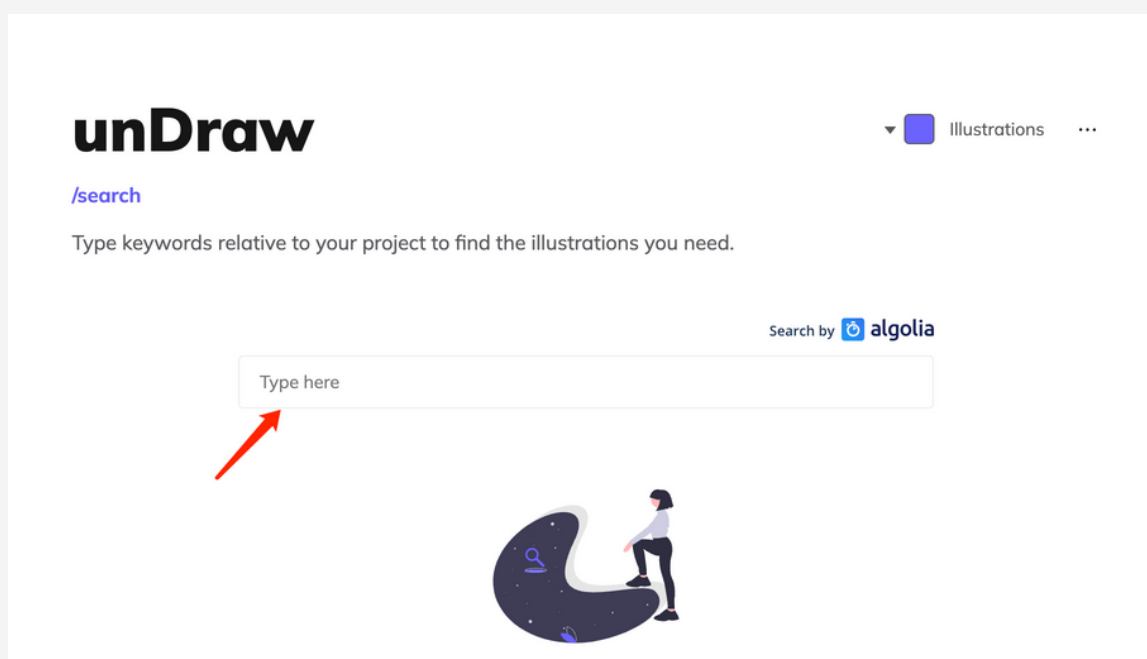 unDraw
Illustrations
/search
Type keywords relative to your project to find the illustrations you need.
Search by algolia
Type here